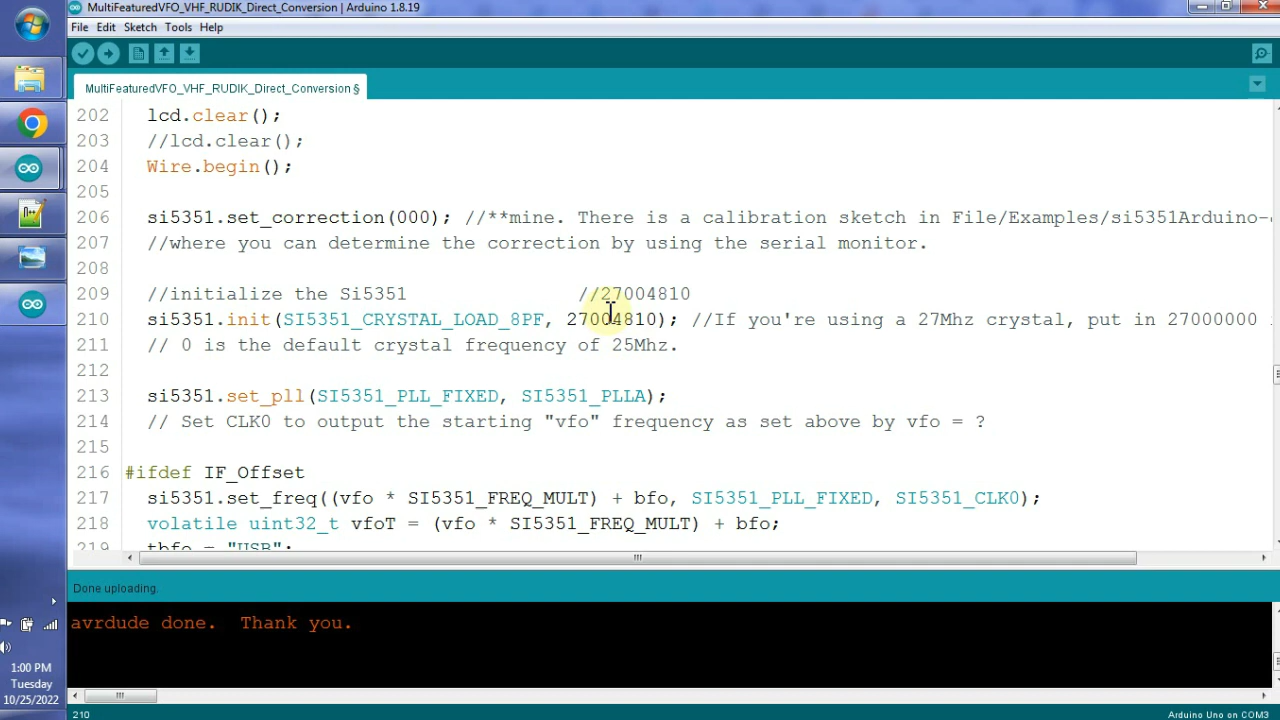 MultiFeaturedVFO_VHF_RUDIK_Direct_Conversion | Arduino 1.8.19
File Edit Sketch Tools Help
MultiFeaturedVFO_VHF_RUDIK_Direct_Conversion §
202 lcd.clear();
203 //lcd.clear();
204 Wire.begin();
205
206 si5351.set_correction(000); //**mine. There is a calibration sketch in File/Examples/si5351Arduino-
207 //where you can determine the correction by using the serial monitor.
208
209 //initialize the Si5351 //27004810
210 si5351.init(SI5351_CRYSTAL_LOAD_8PF, 27004810); //If you're using a 27Mhz crystal, put in 27000000
211 // 0 is the default crystal frequency of 25Mhz.
212
213 si5351.set_pll(SI5351_PLL_FIXED, SI5351_PLLA);
214 // Set CLK0 to output the starting "vfo" frequency as set above by vfo = ?
215
216 #ifdef IF_Offset
217 si5351.set_freq((vfo * SI5351_FREQ_MULT) + bfo, SI5351_PLL_FIXED, SI5351_CLK0);
218 volatile uint32_t vfoT = (vfo * SI5351_FREQ_MULT) + bfo;
219 tbfo = "USB";
Done uploading.
avrdude done. Thank you.
1:00 PM
Tuesday
10/25/2022
210
Arduino Uno on COM3